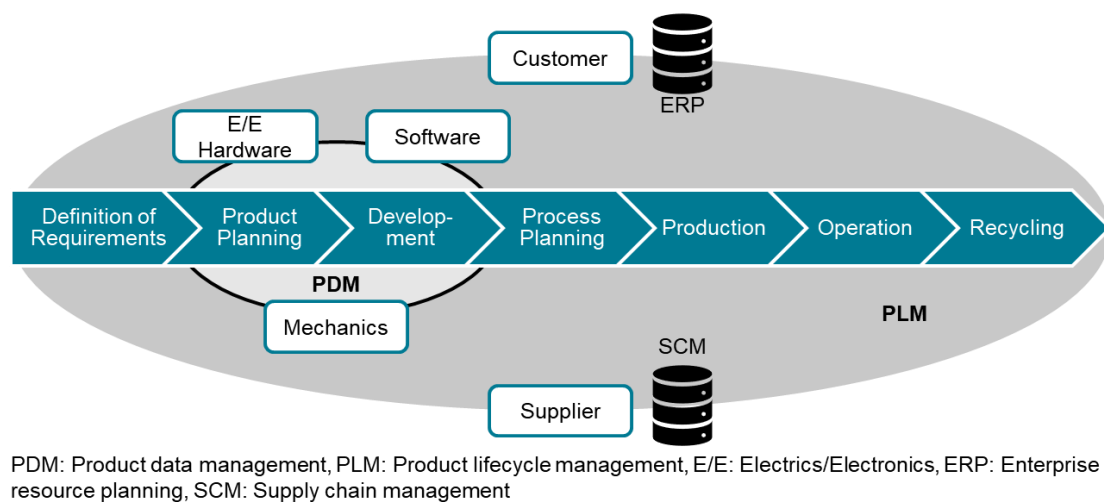 Customer
ERP
E/E
Hardware
Software
Definition of
Requirements
Product
Planning
Develop-
ment
Process
Planning
Production
Operation
Recycling
PDM
Mechanics
PLM
SCM
Supplier
PDM: Product data management, PLM: Product lifecycle management, E/E: Electrics/Electronics, ERP: Enterprise
resource planning, SCM: Supply chain management